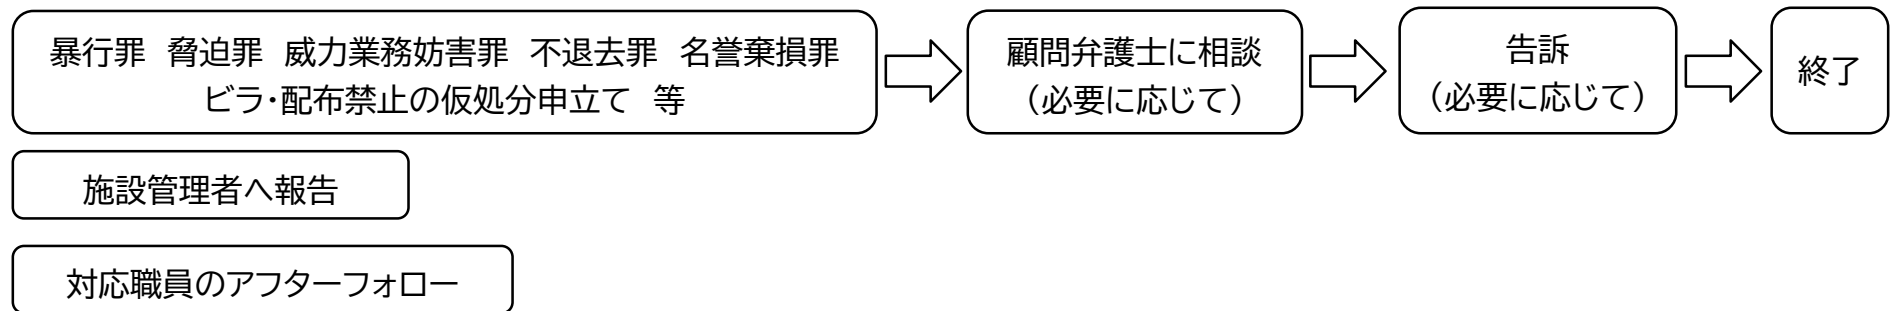 暴行罪　脅迫罪　威力業務妨害罪　不退去罪　名誉棄損罪
ビラ・配布禁止の仮処分申立て　等
顧問弁護士に相談
（必要に応じて）
告訴
（必要に応じて）
終了
施設管理者へ報告
対応職員のアフターフォロー